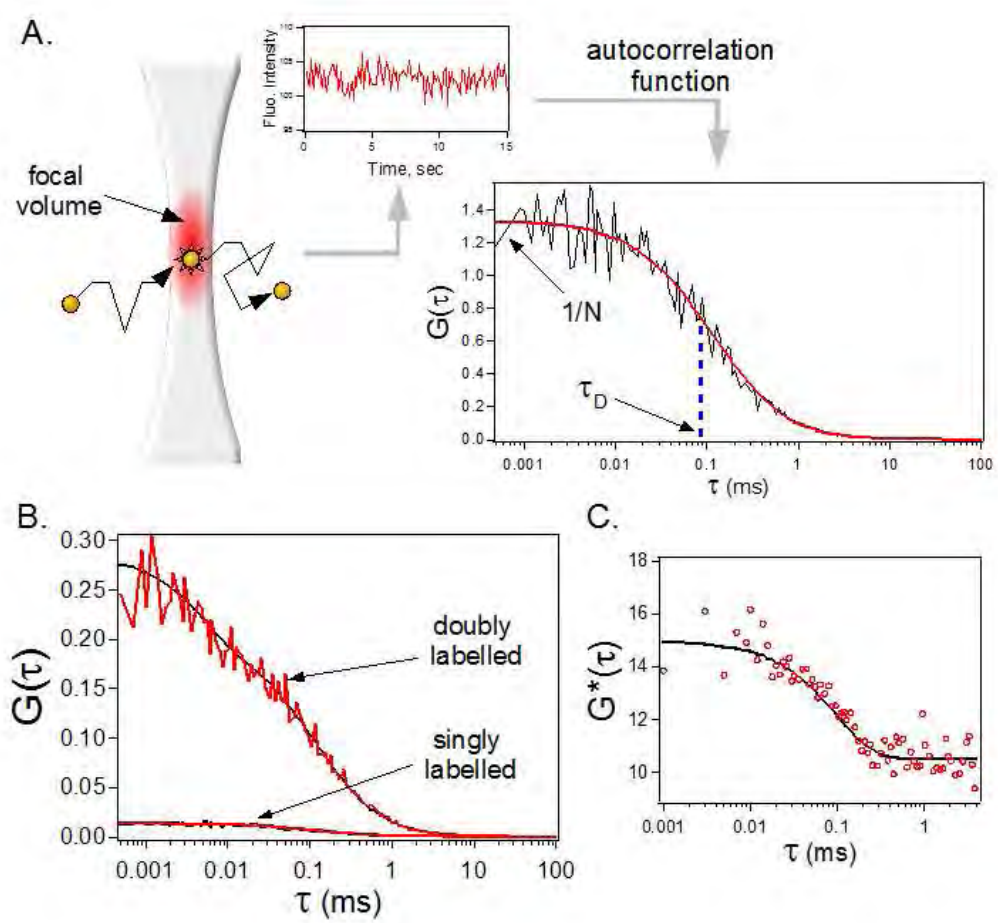 A.
focal
volume
Fluo. Intensity
110
105
100
95
0
5
10
15
Time, sec
autocorrelation
function
G(τ)
1.4
1.2
1.0
0.8
0.6
0.4
0.2
0.0
1/N
τD
0.001
0.01
0.1
1
10
100
τ (ms)
B.
G(τ)
0.30
0.25
0.20
0.15
0.10
0.05
0.00
doubly
labelled
singly
labelled
0.001
0.01
0.1
1
10
100
τ (ms)
C.
G*(τ)
18
16
14
12
10
0.001
0.01
0.1
1
τ (ms)